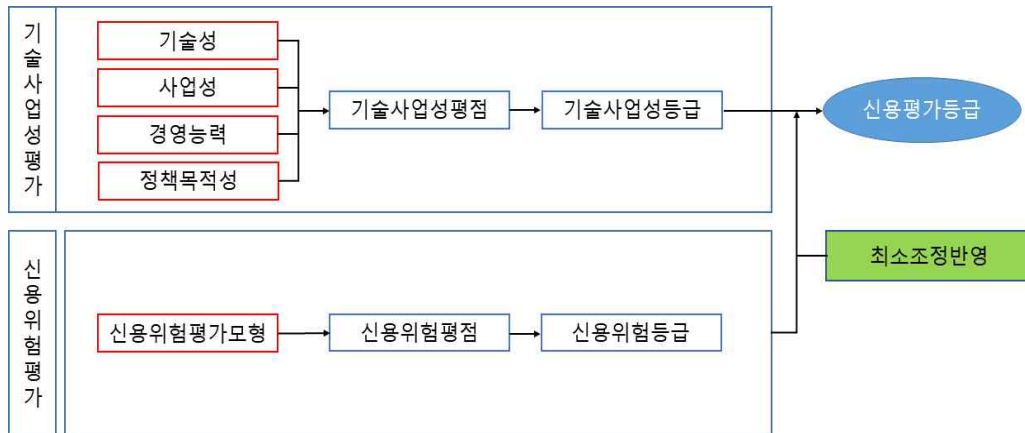 기술사업성평가
기술성
사업성
경영능력
정책목적성
기술사업성평점
기술사업성등급
신용평가등급
신용위험평가
신용위험평가모형
신용위험평점
신용위험등급
최소조정반영